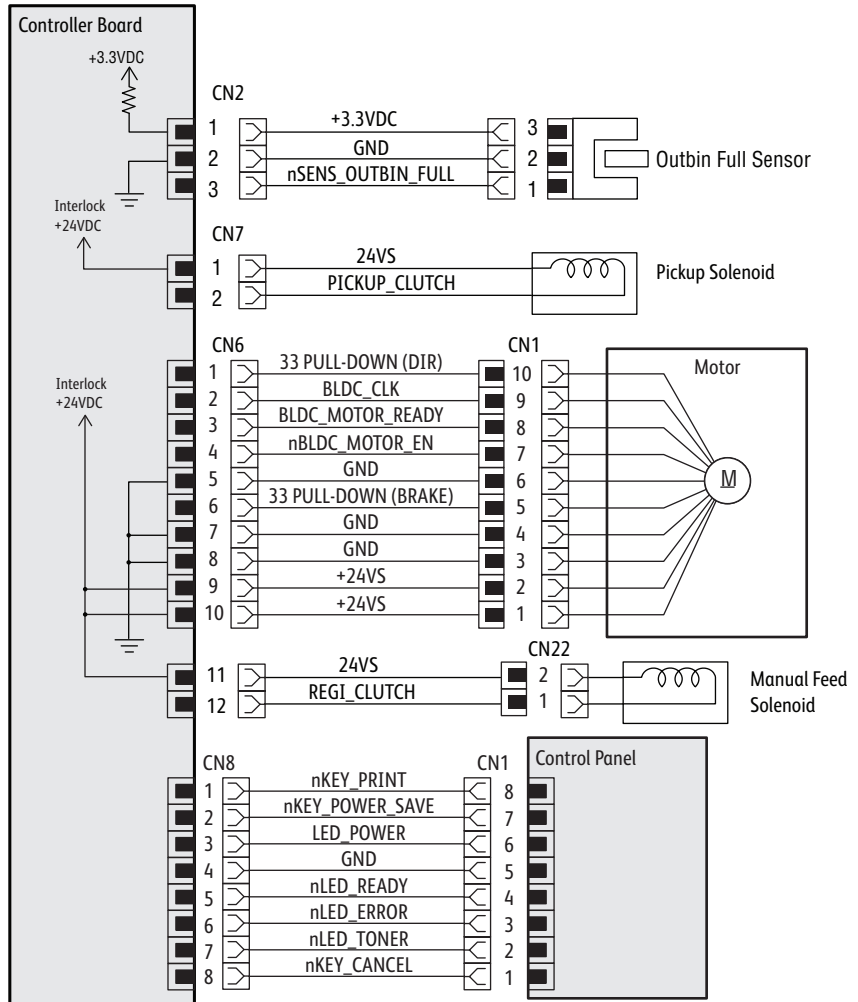 Controller Board
+3.3VDC
CN2
1 +3.3VDC 3
2 GND 2 Outbin Full Sensor
3 nSENS_OUTBIN_FULL 1
Interlock
+24VDC
CN7
1 24VS
2 PICKUP_CLUTCH
Pickup Solenoid
CN6 CN1
Motor
Interlock
+24VDC
1 33 PULL-DOWN (DIR) 10
2 BLDC_CLK 9
3 BLDC_MOTOR_READY 8
4 nBLDC_MOTOR_EN 7
M
5 GND 6
6 33 PULL-DOWN (BRAKE) 5
7 GND 4
8 GND 3
9 +24VS 2
10 +24VS 1
CN22
11 24VS 2
12 REGI_CLUTCH 1
Manual Feed
Solenoid
CN8 CN1
Control Panel
1 nKEY_PRINT 8
2 nKEY_POWER_SAVE 7
3 LED_POWER 6
4 GND 5
5 nLED_READY 4
6 nLED_ERROR 3
7 nLED_TONER 2
8 nKEY_CANCEL 1